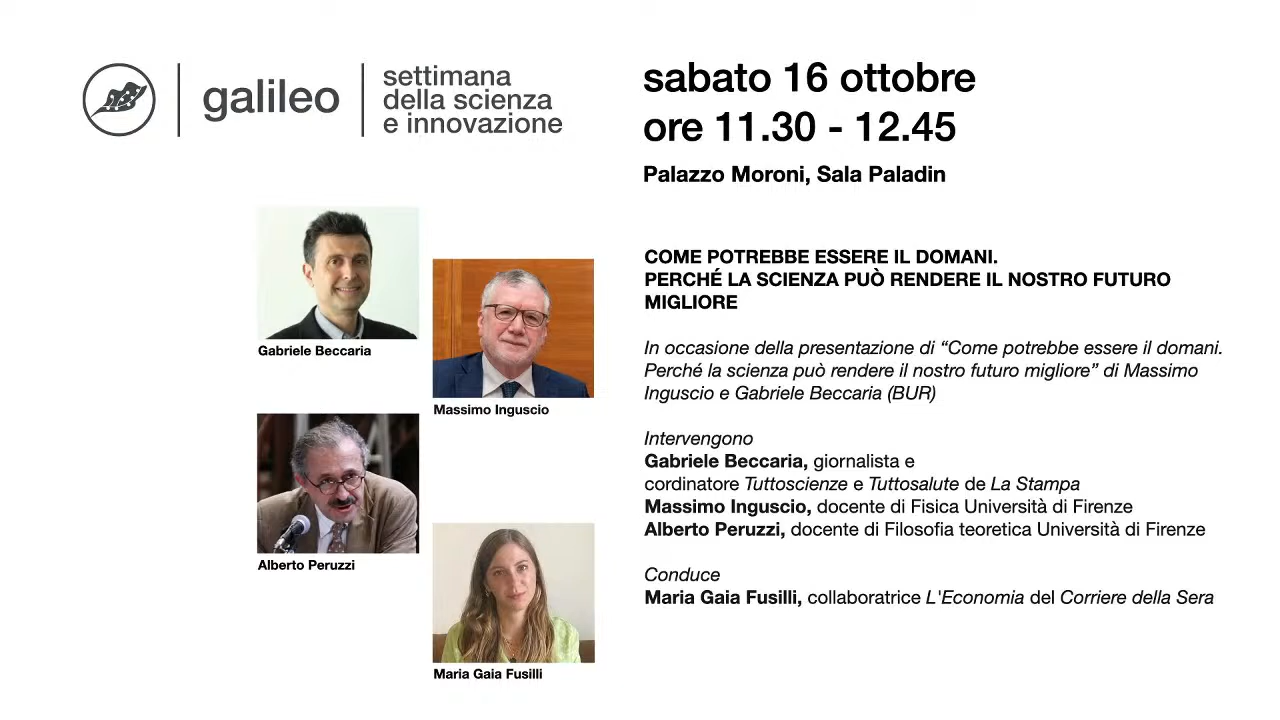 galileo
settimana
della scienza
e innovazione
sabato 16 ottobre
ore 11.30 - 12.45
Palazzo Moroni, Sala Paladin
Gabriele Beccaria
Massimo Inguscio
Alberto Peruzzi
Maria Gaia Fusilli
COME POTREBBE ESSERE IL DOMANI.
PERCHÉ LA SCIENZA PUÒ RENDERE IL NOSTRO FUTURO
MIGLIORE
In occasione della presentazione di “Come potrebbe essere il domani.
Perché la scienza può rendere il nostro futuro migliore” di Massimo
Inguscio e Gabriele Beccaria (BUR)
Intervengono
Gabriele Beccaria, giornalista e
cordinatore Tuttoscienze e Tuttosalute de La Stampa
Massimo Inguscio, docente di Fisica Università di Firenze
Alberto Peruzzi, docente di Filosofia teoretica Università di Firenze
Conduce
Maria Gaia Fusilli, collaboratrice L'Economia del Corriere della Sera